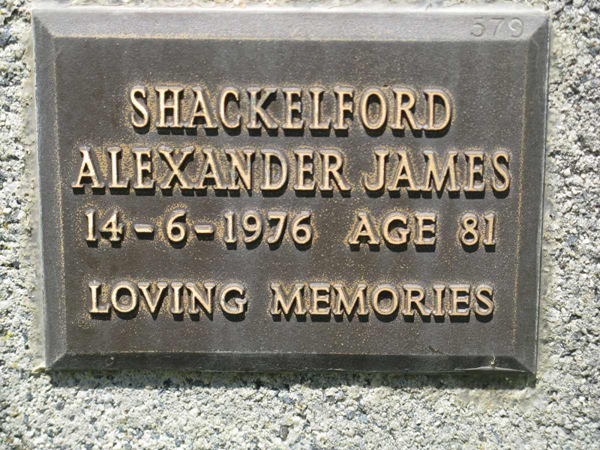 579
SHACKELFORD
ALEXANDER JAMES
14-6-1976 AGE 81
LOVING MEMORIES